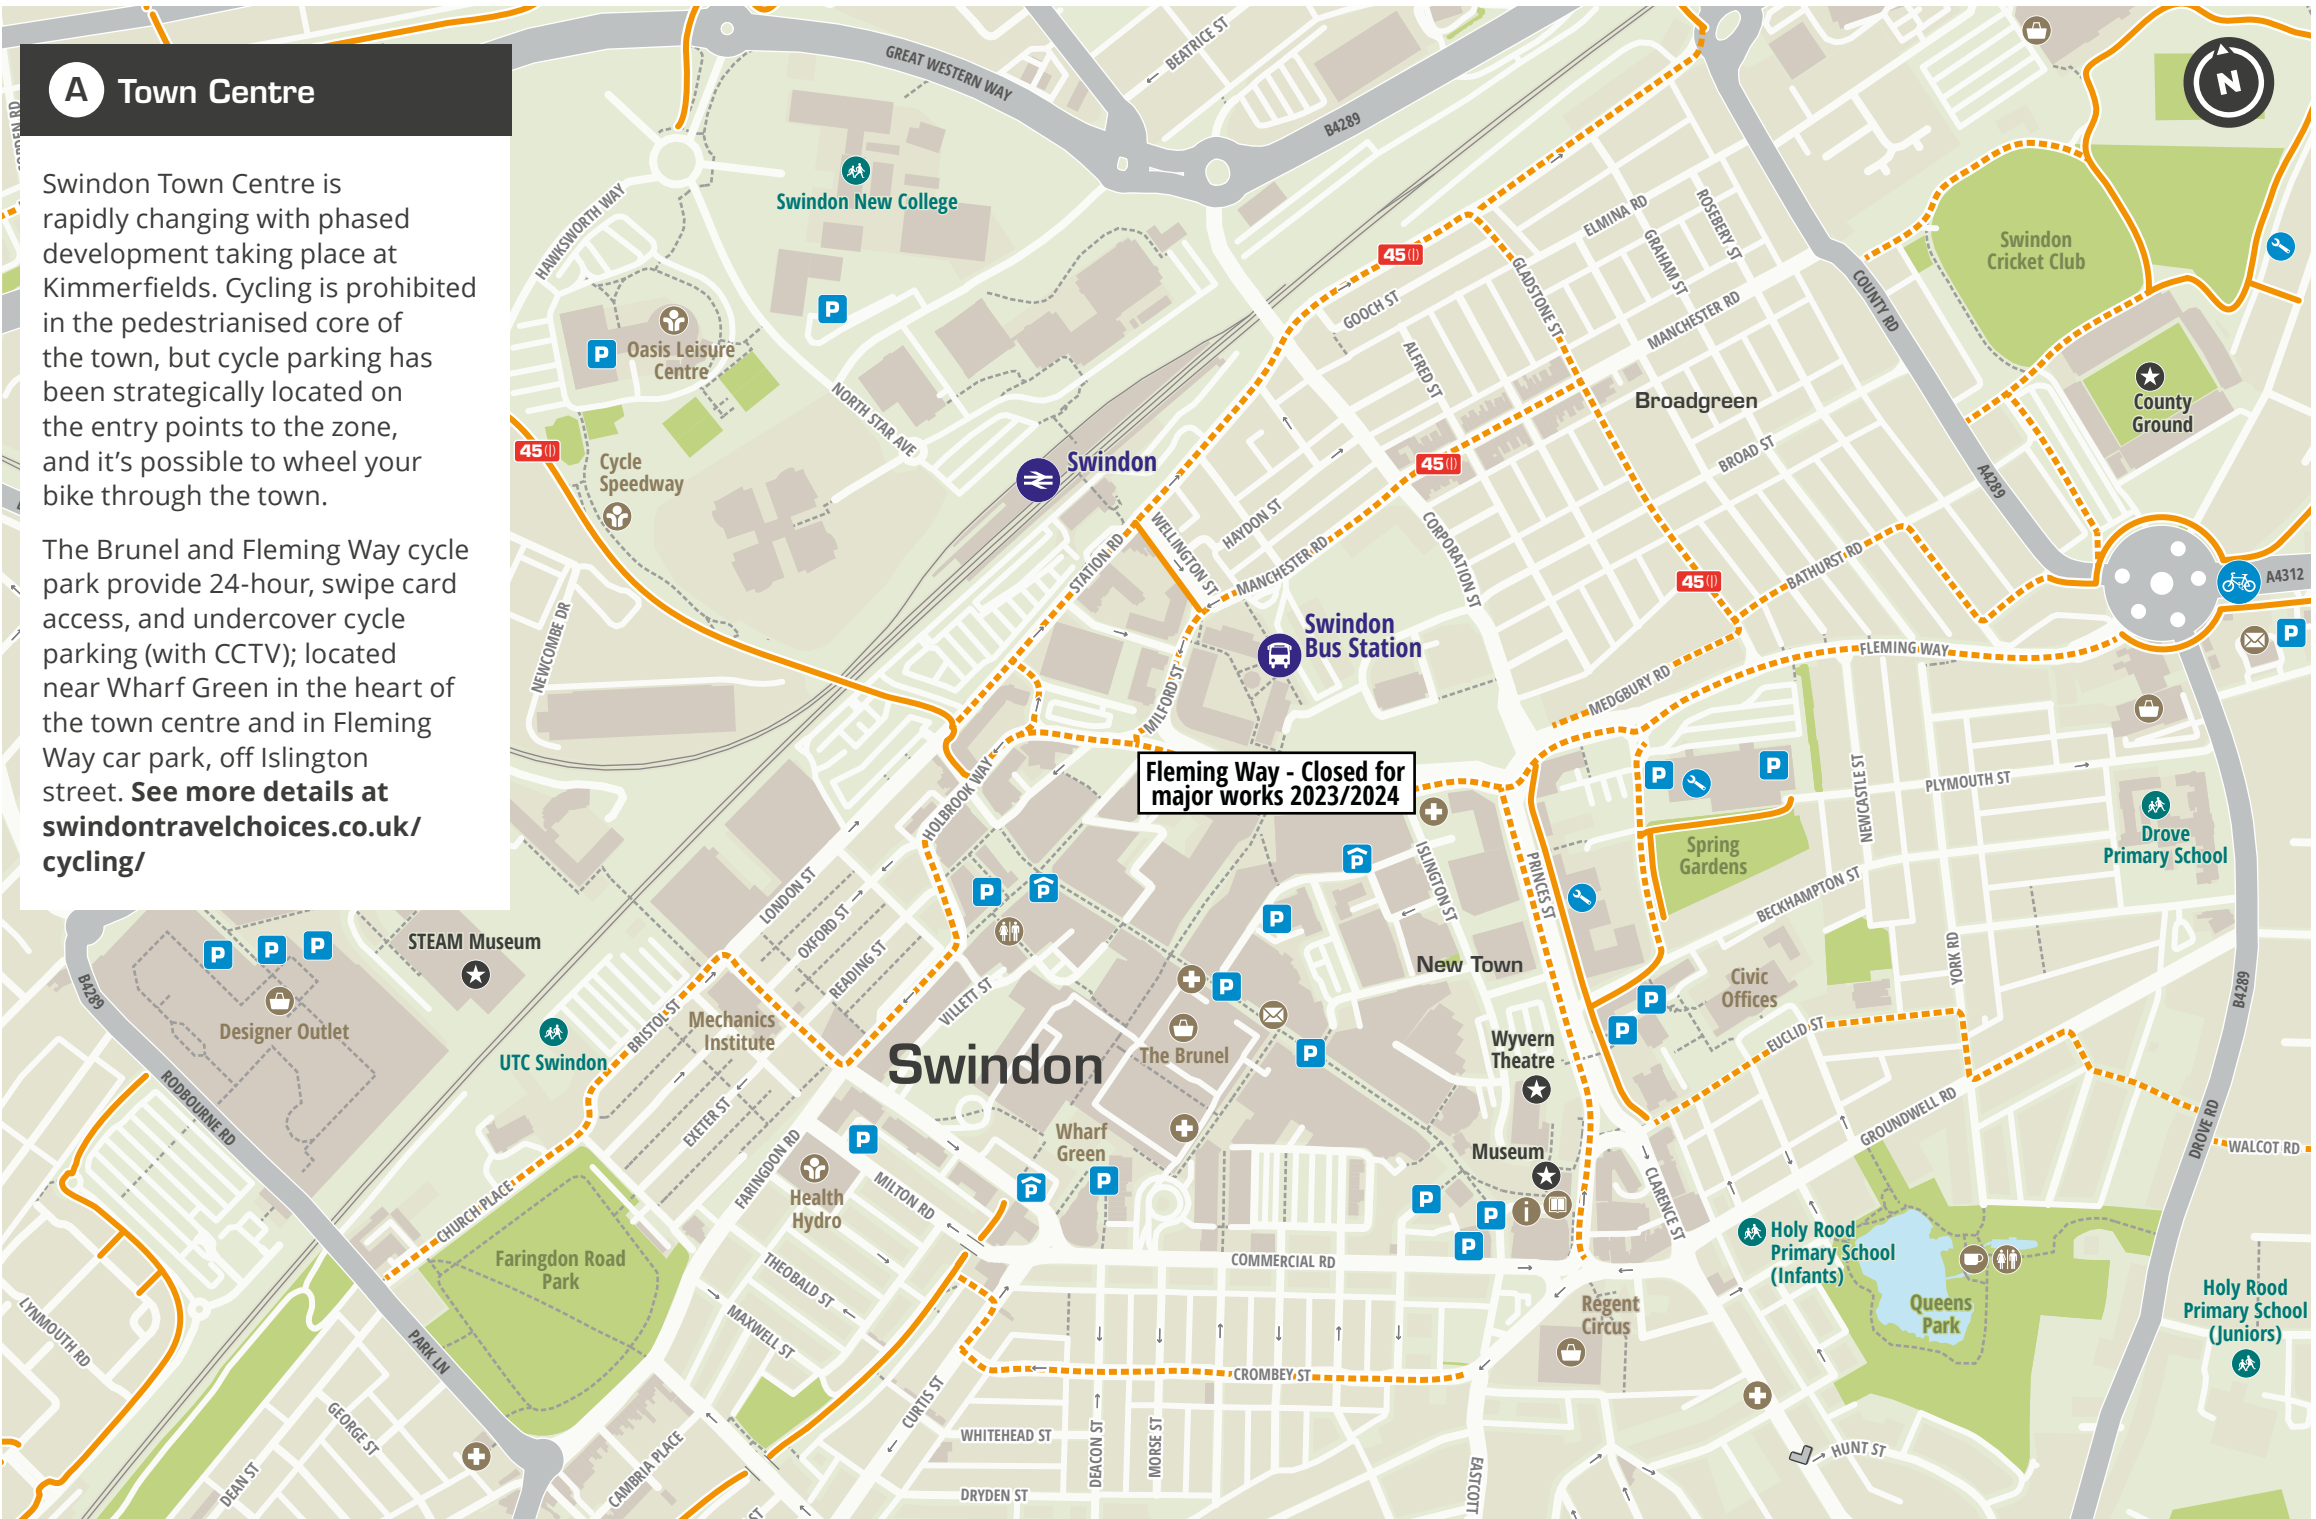 A Town Centre
Swindon Town Centre is
rapidly changing with phased
development taking place at
Kimmerfields. Cycling is prohibited
in the pedestrianised core of
the town, but cycle parking has
been strategically located on
the entry points to the zone,
and it's possible to wheel your
bike through the town.
The Brunel and Fleming Way cycle
park provide 24-hour, swipe card
access, and undercover cycle
parking (with CCTV); located
near Wharf Green in the heart of
the town centre and in Fleming
Way car park, off Islington
street. See more details at
swindontravelchoices.co.uk/
cycling/
GREAT WESTERN WAY
BEATRICE ST
B4289
N
HAWKSWORTH WAY
Swindon New College
P
P
Oasis Leisure
Centre
NORTH STAR AVE
45
Cycle
Speedway
NEWCOMBE DR
Swindon
45
GOOCH ST
ELMINA RD
ROSEBERY ST
GRAHAM ST
GLADSTONE ST
MANCHESTER RD
ALFRED ST
Broadgreen
BROAD ST
COUNTY RD
A4289
Swindon
Cricket Club
County
Ground
45
45
STATION RD
WELLINGTON ST
HAYDON ST
MANCHESTER RD
CORPORATION ST
BATHURST RD
A4312
P
Swindon
Bus Station
MILFORD ST
MEDGBURY RD
FLEMING WAY
Fleming Way - Closed for
major works 2023/2024
HOLBROOK WAY
P
P
NEWCASTLE ST
PLYMOUTH ST
Drove
Primary School
Spring
Gardens
BECKHAMPTON ST
YORK RD
B4289
ISLINGTON ST
PRINCES ST
P
P
P
P
P
LONDON ST
OXFORD ST
READING ST
VILLETT ST
New Town
Civic
Offices
P
P
EUCLID ST
STEAM Museum
P
P
P
Designer Outlet
B4289
RODBOURNE RD
UTC Swindon
BRISTOL ST
Mechanics
Institute
Swindon
The Brunel
P
Wyvern
Theatre
EXETER ST
FARINGDON RD
P
Wharf
Green
P
P
Health
Hydro
MILTON RD
Museum
P
P
P
i
CLARENCE ST
GROUNDWELL RD
DROVE RD
WALCOT RD
Holy Rood
Primary School
(Infants)
Queens
Park
Holy Rood
Primary School
(Juniors)
CHURCH PLACE
Faringdon Road
Park
THEOBALD ST
MAXWELL ST
COMMERCIAL RD
Regent
Circus
LYNMOUTH RD
PARK LN
GEORGE ST
DEAN ST
CAMBRIA PLACE
CURTIS ST
CROMBEY ST
WHITEHEAD ST
DEACON ST
MORSE ST
DRYDEN ST
EASTCOTT
HUNT ST